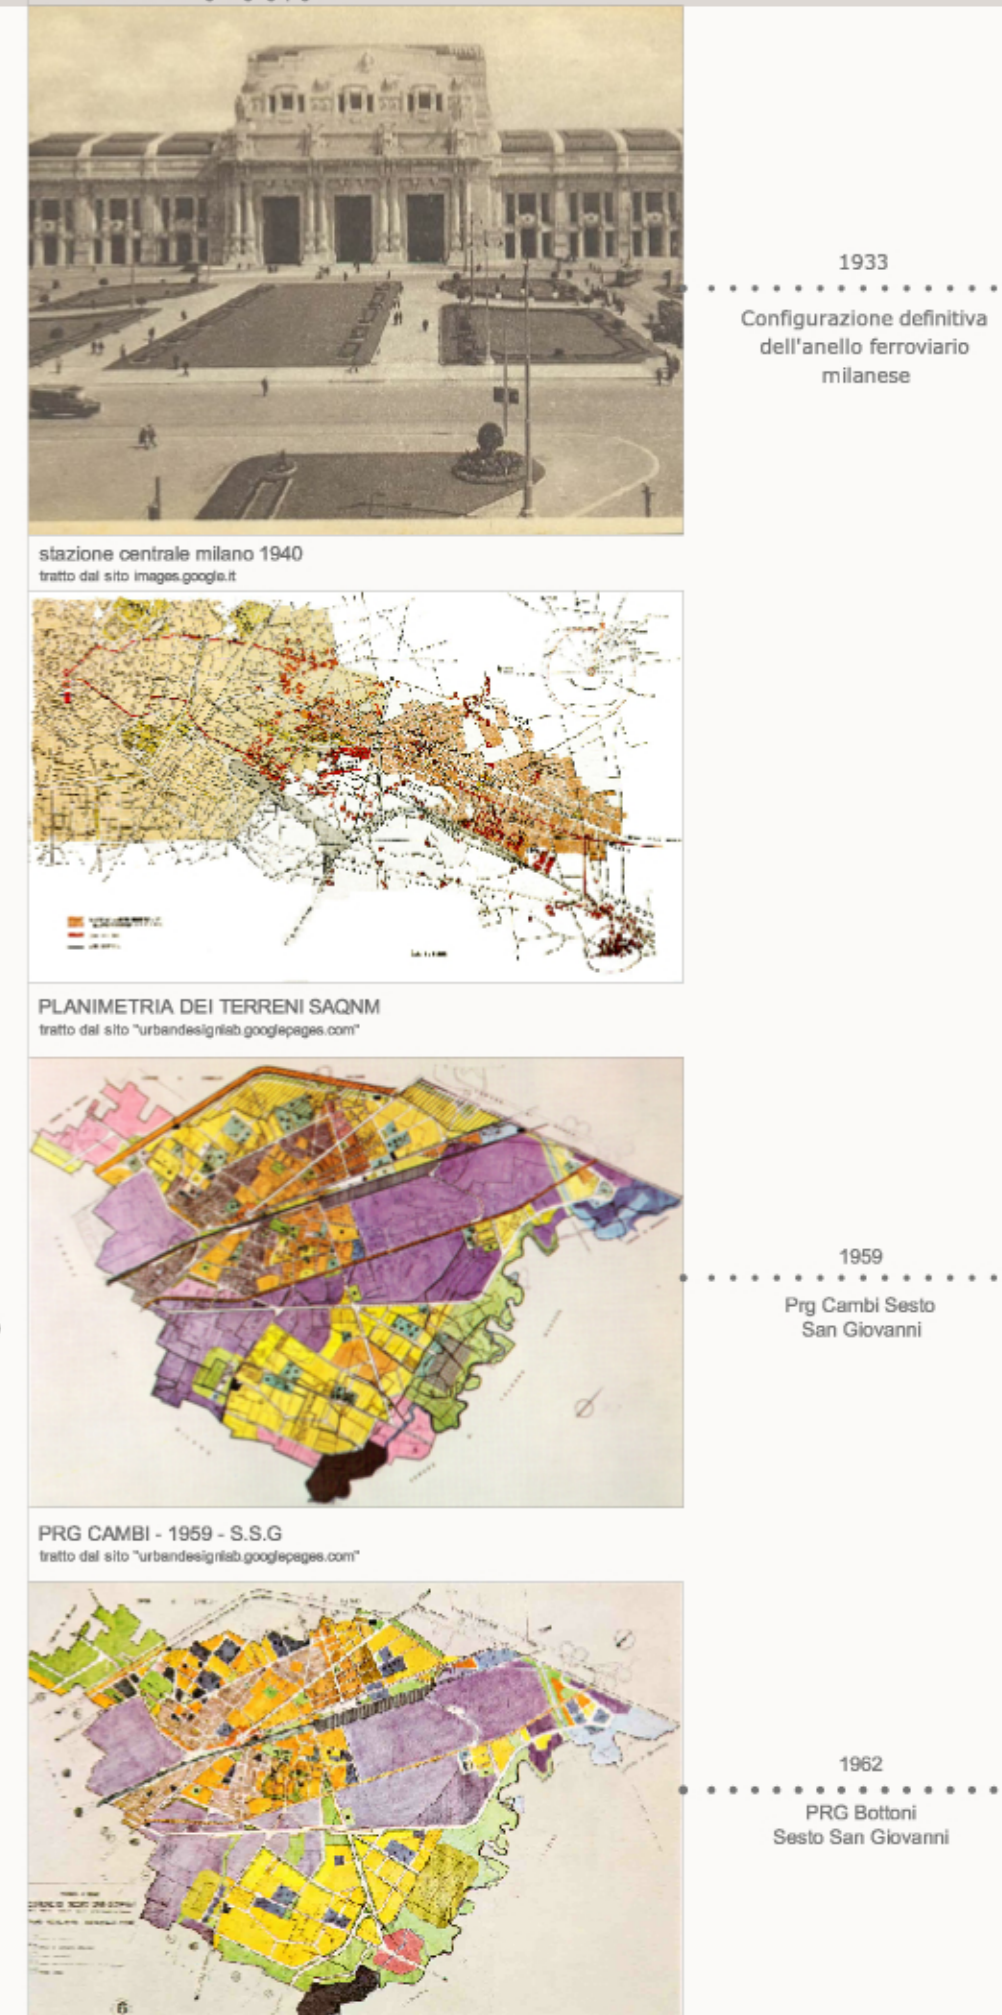 1933
Configurazione definitiva
dell'anello ferroviario
milanese
stazione centrale milano 1940
tratto dal sito images.google.it
PLANIMETRIA DEI TERRENI SAQNM
tratto dal sito "urbandesignlab.googlepages.com"
1959
Prg Cambi Sesto
San Giovanni
PRG CAMBI - 1959 - S.S.G
tratto dal sito "urbandesignlab.googlepages.com"
1962
PRG Bottoni
Sesto San Giovanni
6